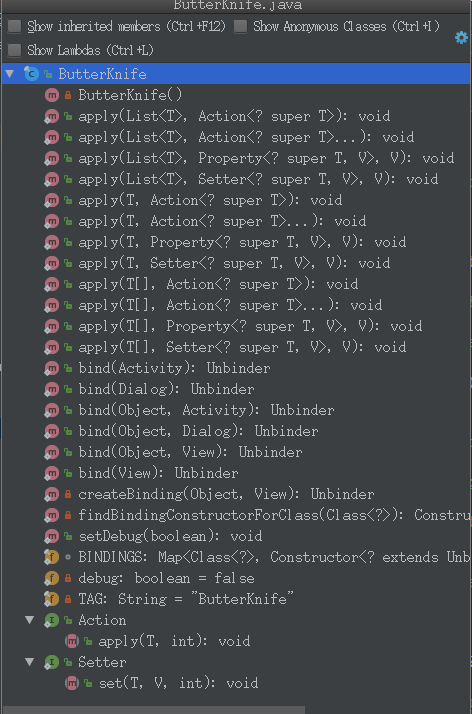 ButterKnife.java
Show inherited members (Ctrl+F12) Show Anonymous Classes (Ctrl+I)
Show Lambdas (Ctrl+L)
ButterKnife
ButterKnife()
apply(List<T>, Action<? super T>): void
apply(List<T>, Action<? super T>...): void
apply(List<T>, Property<? super T, V>, V): void
apply(List<T>, Setter<? super T, V>, V): void
apply(T, Action<? super T>): void
apply(T, Action<? super T>...): void
apply(T, Property<? super T, V>, V): void
apply(T, Setter<? super T, V>, V): void
apply(T[], Action<? super T>): void
apply(T[], Action<? super T>...): void
apply(T[], Property<? super T, V>, V): void
apply(T[], Setter<? super T, V>, V): void
bind(Activity): Unbinder
bind(Dialog): Unbinder
bind(Object, Activity): Unbinder
bind(Object, Dialog): Unbinder
bind(Object, View): Unbinder
bind(View): Unbinder
createBinding(Object, View): Unbinder
findBindingConstructorForClass(Class<?>): Constru
setDebug(boolean): void
BINDINGS: Map<Class<?>, Constructor<? extends Unb
debug: boolean = false
TAG: String = "ButterKnife"
Action
apply(T, int): void
Setter
set(T, V, int): void